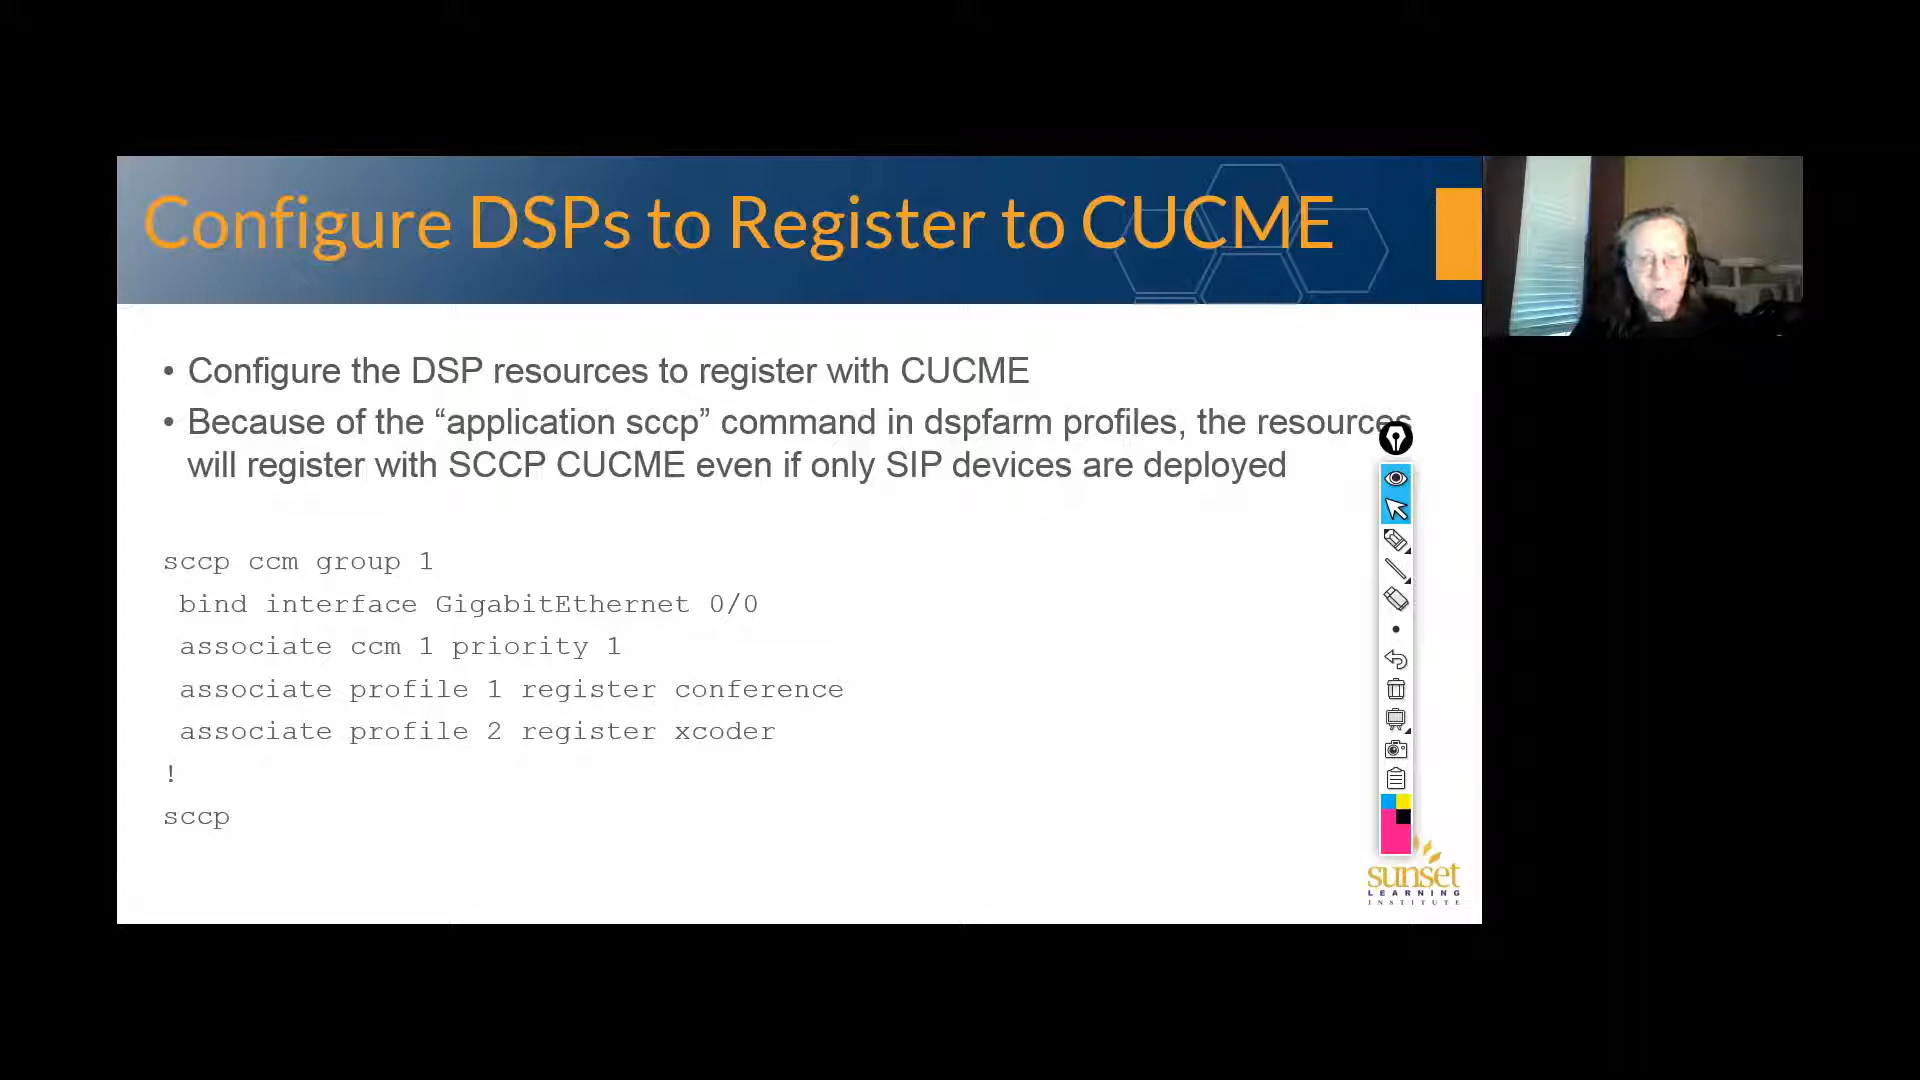 Configure DSPs to Register to CUCME
• Configure the DSP resources to register with CUCME
• Because of the “application sccp” command in dspfarm profiles, the resources
will register with SCCP CUCME even if only SIP devices are deployed
sccp ccm group 1
bind interface GigabitEthernet 0/0
associate ccm 1 priority 1
associate profile 1 register conference
associate profile 2 register xcoder
!
sccp
sunset
LEARNING
INSTITUTE